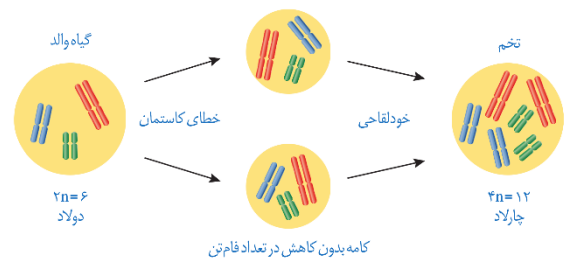 گیاه والد
تخم
خطای کاستمان
خودلقاحی
۲n=۶
دولاد
۴n=۱۲
چارلاد
کامه بدون کاهش در تعداد فام‌تن